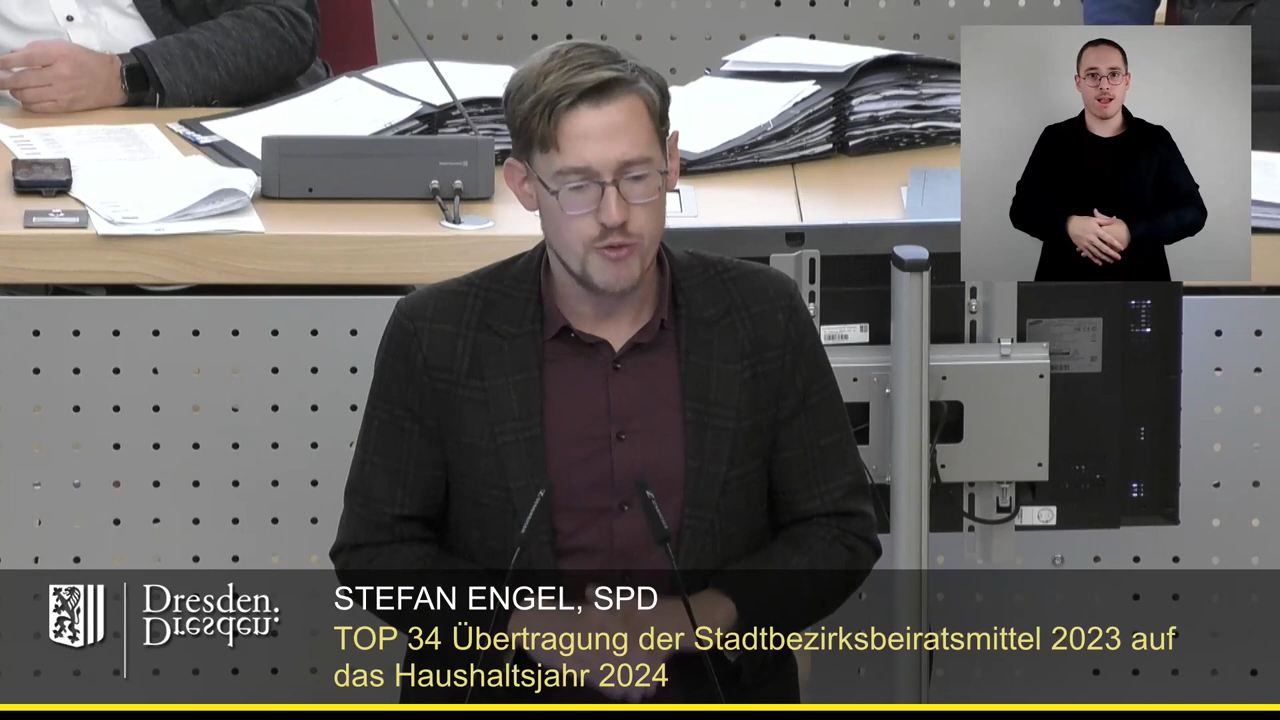 Dresden.
Dresden.
STEFAN ENGEL, SPD
TOP 34 Übertragung der Stadtbezirksbeiratsmittel 2023 auf
das Haushaltsjahr 2024